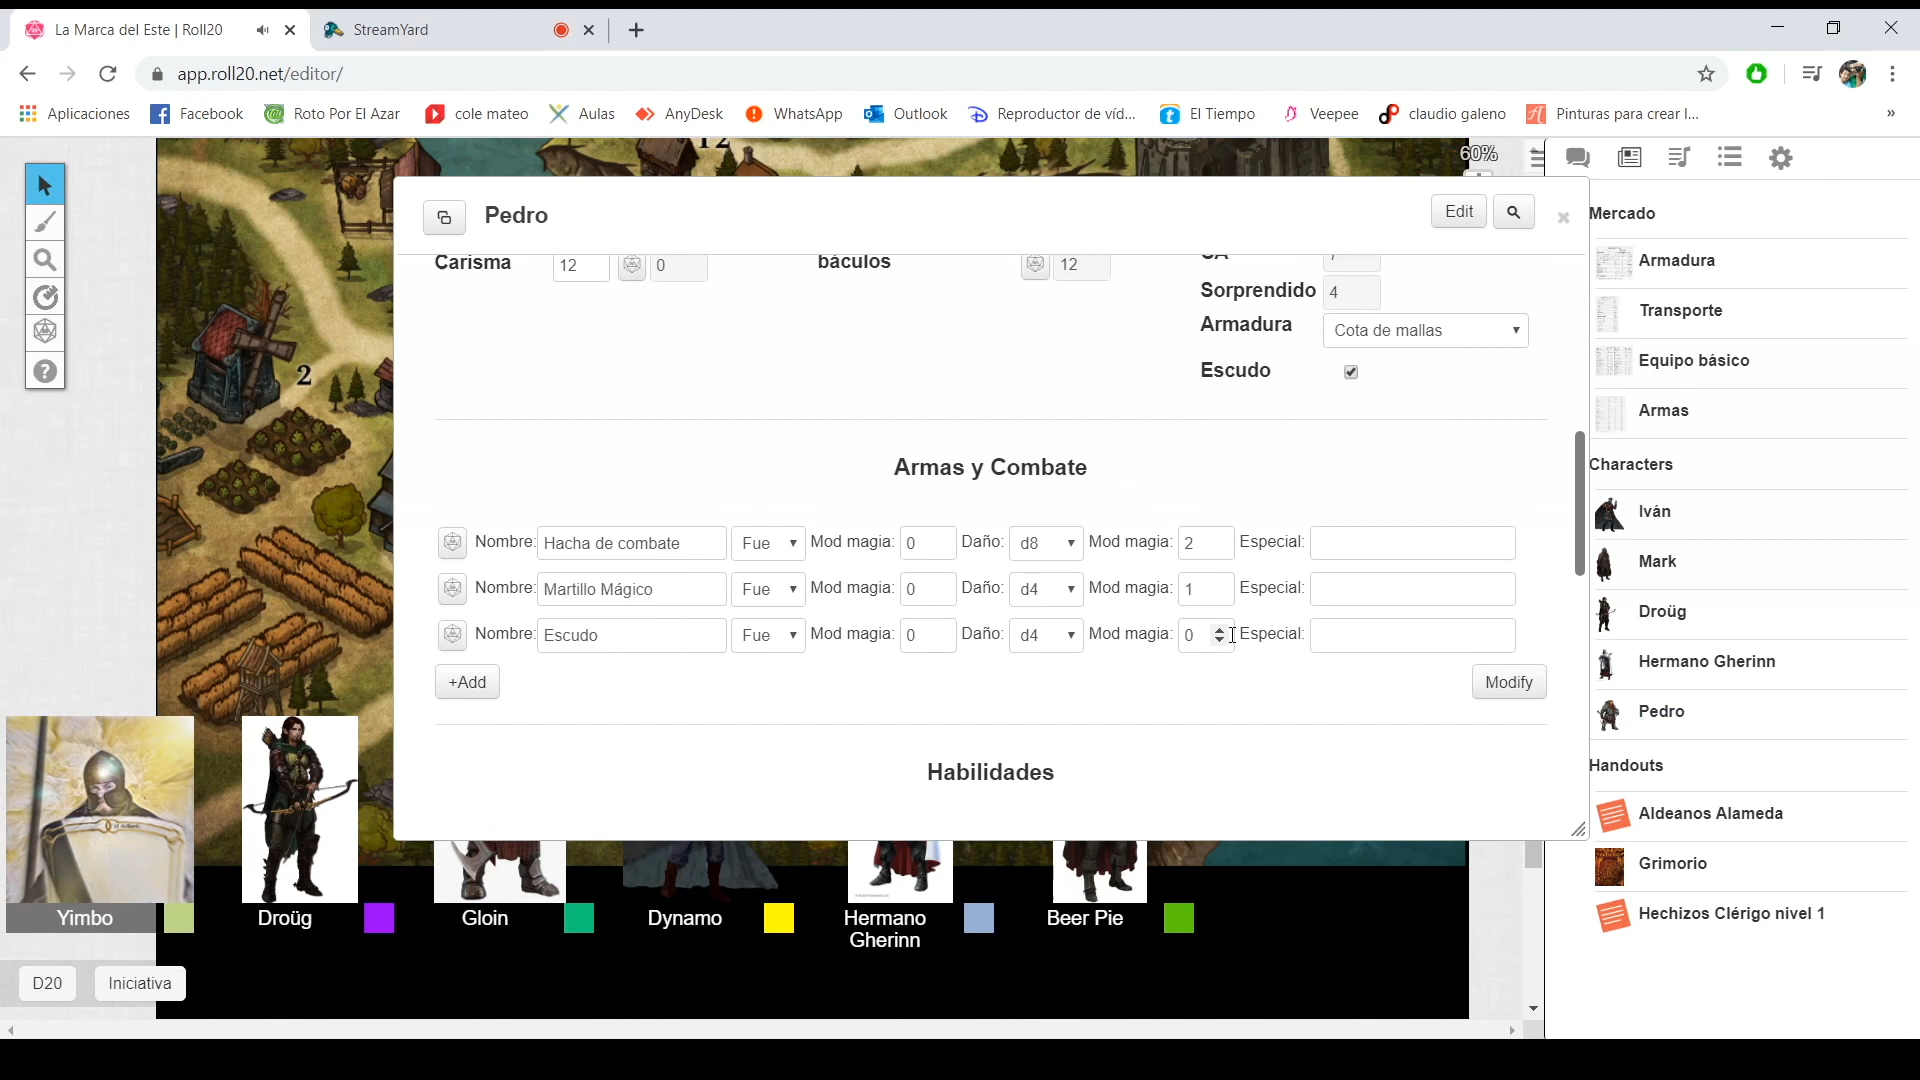 La Marca del Este | Roll20
StreamYard
app.roll20.net/editor/
Aplicaciones Facebook Roto Por El Azar cole mateo Aulas AnyDesk WhatsApp Outlook Reproductor de víd... El Tiempo Veepee claudio galeno Pinturas para crear l... »
12
60%
Pedro
Edit
Carisma 12 0 báculos 12
Sorprendido 4
Armadura Cota de mallas
Escudo
2
Armas y Combate
Nombre: Hacha de combate Fue Mod magia: 0 Daño: d8 Mod magia: 2 Especial:
Nombre: Martillo Mágico Fue Mod magia: 0 Daño: d4 Mod magia: 1 Especial:
Nombre: Escudo Fue Mod magia: 0 Daño: d4 Mod magia: 0 Especial:
+Add Modify
Habilidades
Mercado
Armadura
Transporte
Equipo básico
Armas
Characters
Iván
Mark
Droüg
Hermano Gherinn
Pedro
Handouts
Aldeanos Alameda
Grimorio
Hechizos Clérigo nivel 1
Yimbo
Droüg
Gloin
Dynamo
Hermano
Gherinn
Beer Pie
D20 Iniciativa